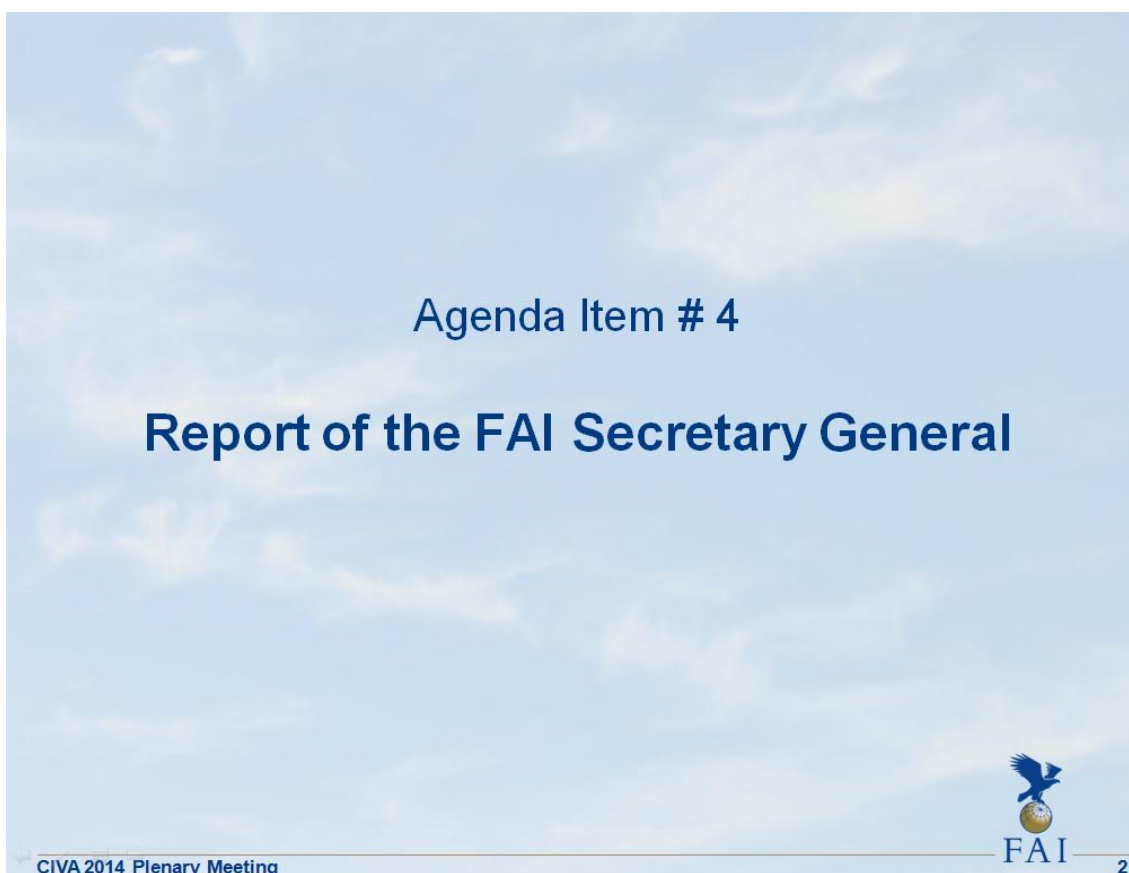 Agenda Item # 4
Report of the FAI Secretary General
FAI
CIVA 2014 Plenary Meeting
2